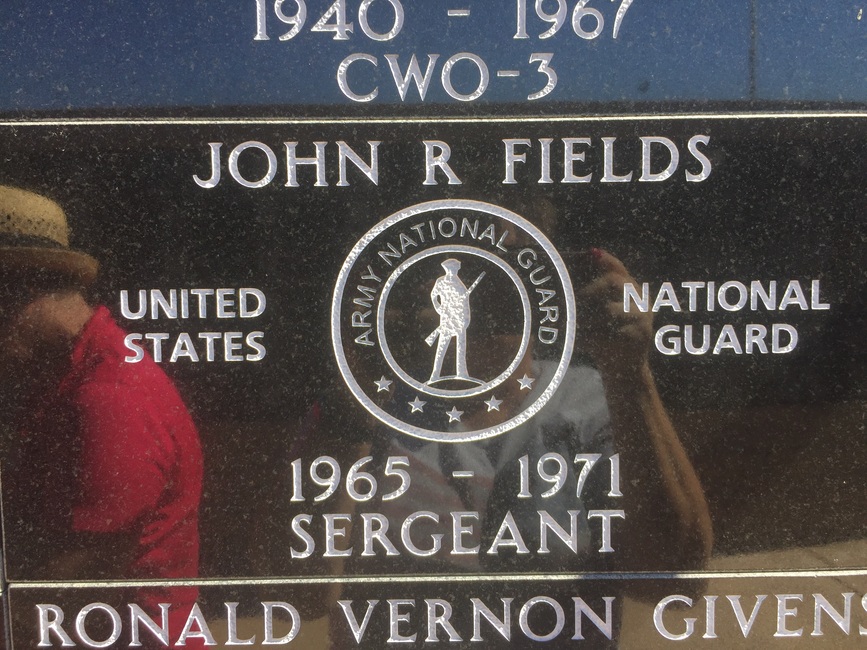 1940 - 1967
CWO-3
JOHN R FIELDS
ARMY NATIONAL GUARD
UNITED
STATES
NATIONAL
GUARD
1965 - 1971
SERGEANT
RONALD VERNON GIVENS